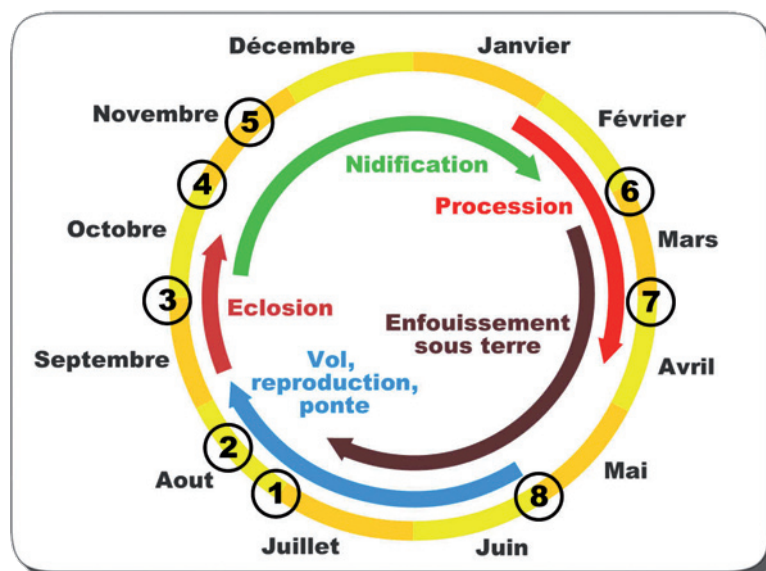 Décembre
Janvier
Novembre
5
Février
Nidification
4
6
Procession
Octobre
Mars
3
Eclosion
7
Enfouissement
sous terre
Septembre
Vol,
reproduction,
ponte
Avril
2
Aout
Mai
1
8
Juillet
Juin